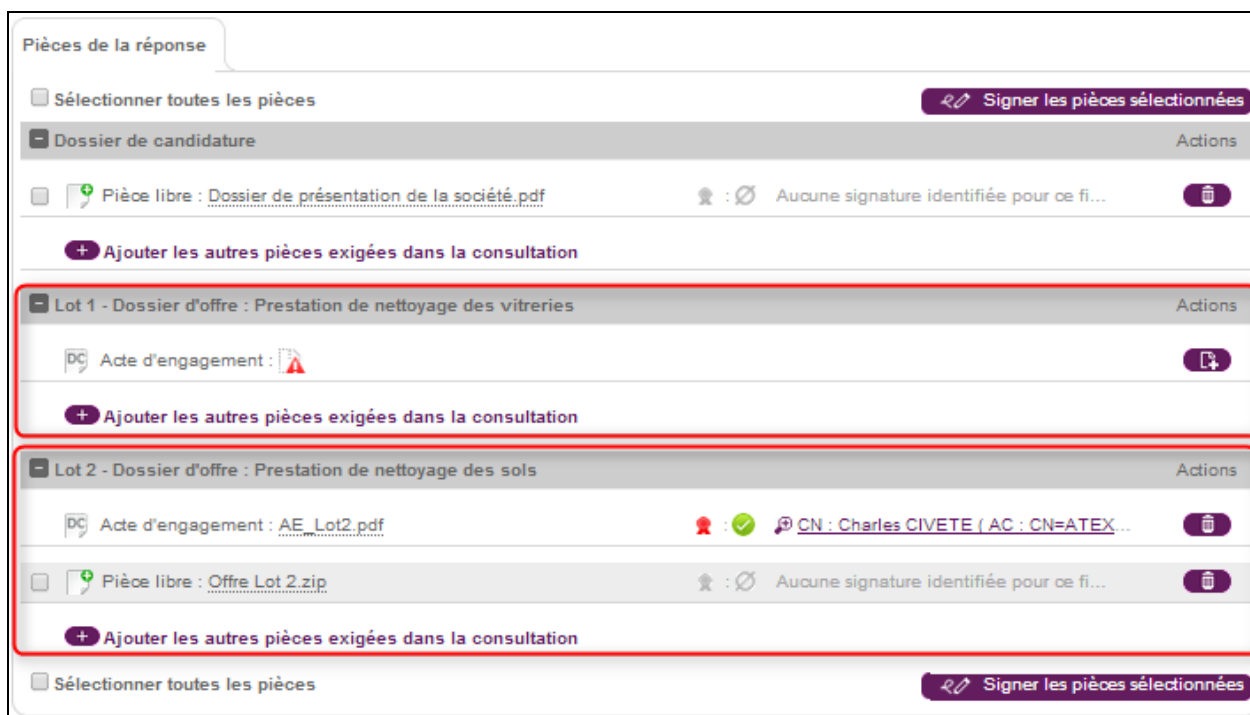 Pièces de la réponse
Sélectionner toutes les pièces Signer les pièces sélectionnées
Dossier de candidature Actions
Pièce libre : Dossier de présentation de la société.pdf : Aucune signature identifiée pour ce fi...
Ajouter les autres pièces exigées dans la consultation
Lot 1 - Dossier d'offre : Prestation de nettoyage des vitreries Actions
DC Acte d'engagement :
Ajouter les autres pièces exigées dans la consultation
Lot 2 - Dossier d'offre : Prestation de nettoyage des sols Actions
DC Acte d'engagement : AE_Lot2.pdf : CN : Charles CIVETE ( AC : CN=ATEX...
Pièce libre : Offre Lot 2.zip : Aucune signature identifiée pour ce fi...
Ajouter les autres pièces exigées dans la consultation
Sélectionner toutes les pièces Signer les pièces sélectionnées